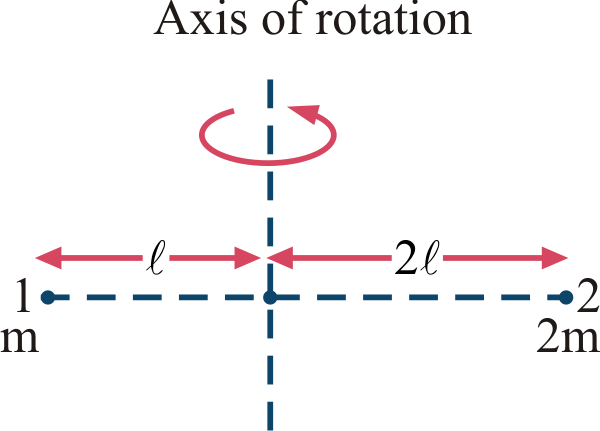 Axis of rotation
ℓ
2ℓ
1
m
2
2m